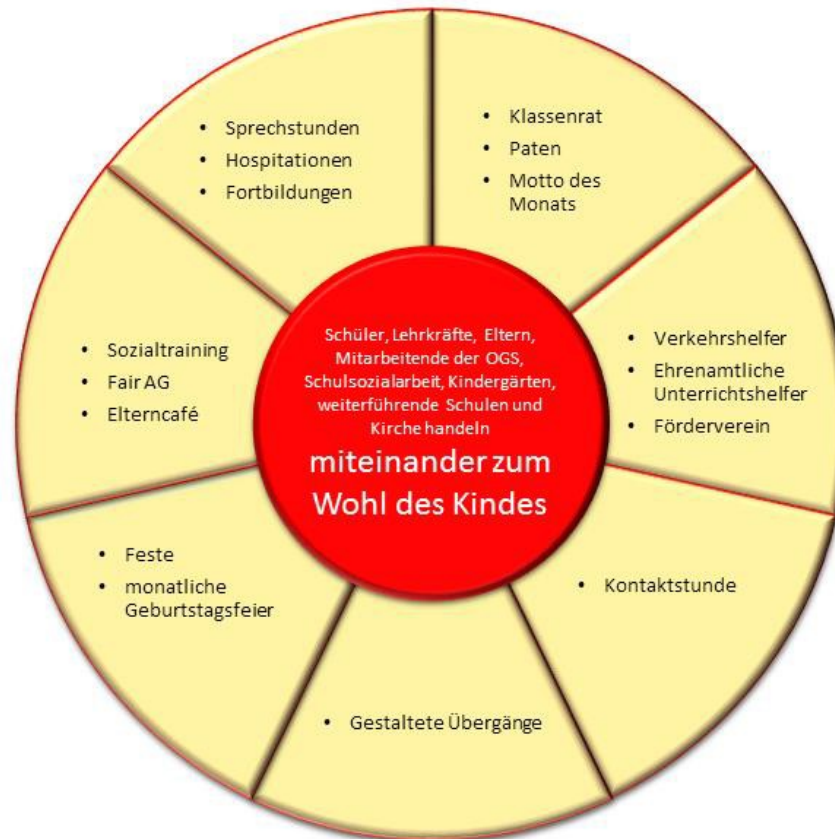 Sprechstunden
Hospitationen
Fortbildungen
Klassenrat
Paten
Motto des
Monats
Verkehrshelfer
Ehrenamtliche
Unterrichtshelfer
Förderverein
Kontaktstunde
Gestaltete Übergänge
Feste
monatliche
Geburtstagsfeier
Sozialtraining
Fair AG
Elterncafé
Schüler, Lehrkräfte, Eltern,
Mitarbeitende der OGS,
Schulsozialarbeit, Kindergärten,
weiterführende Schulen und
Kirche handeln
miteinander zum
Wohl des Kindes